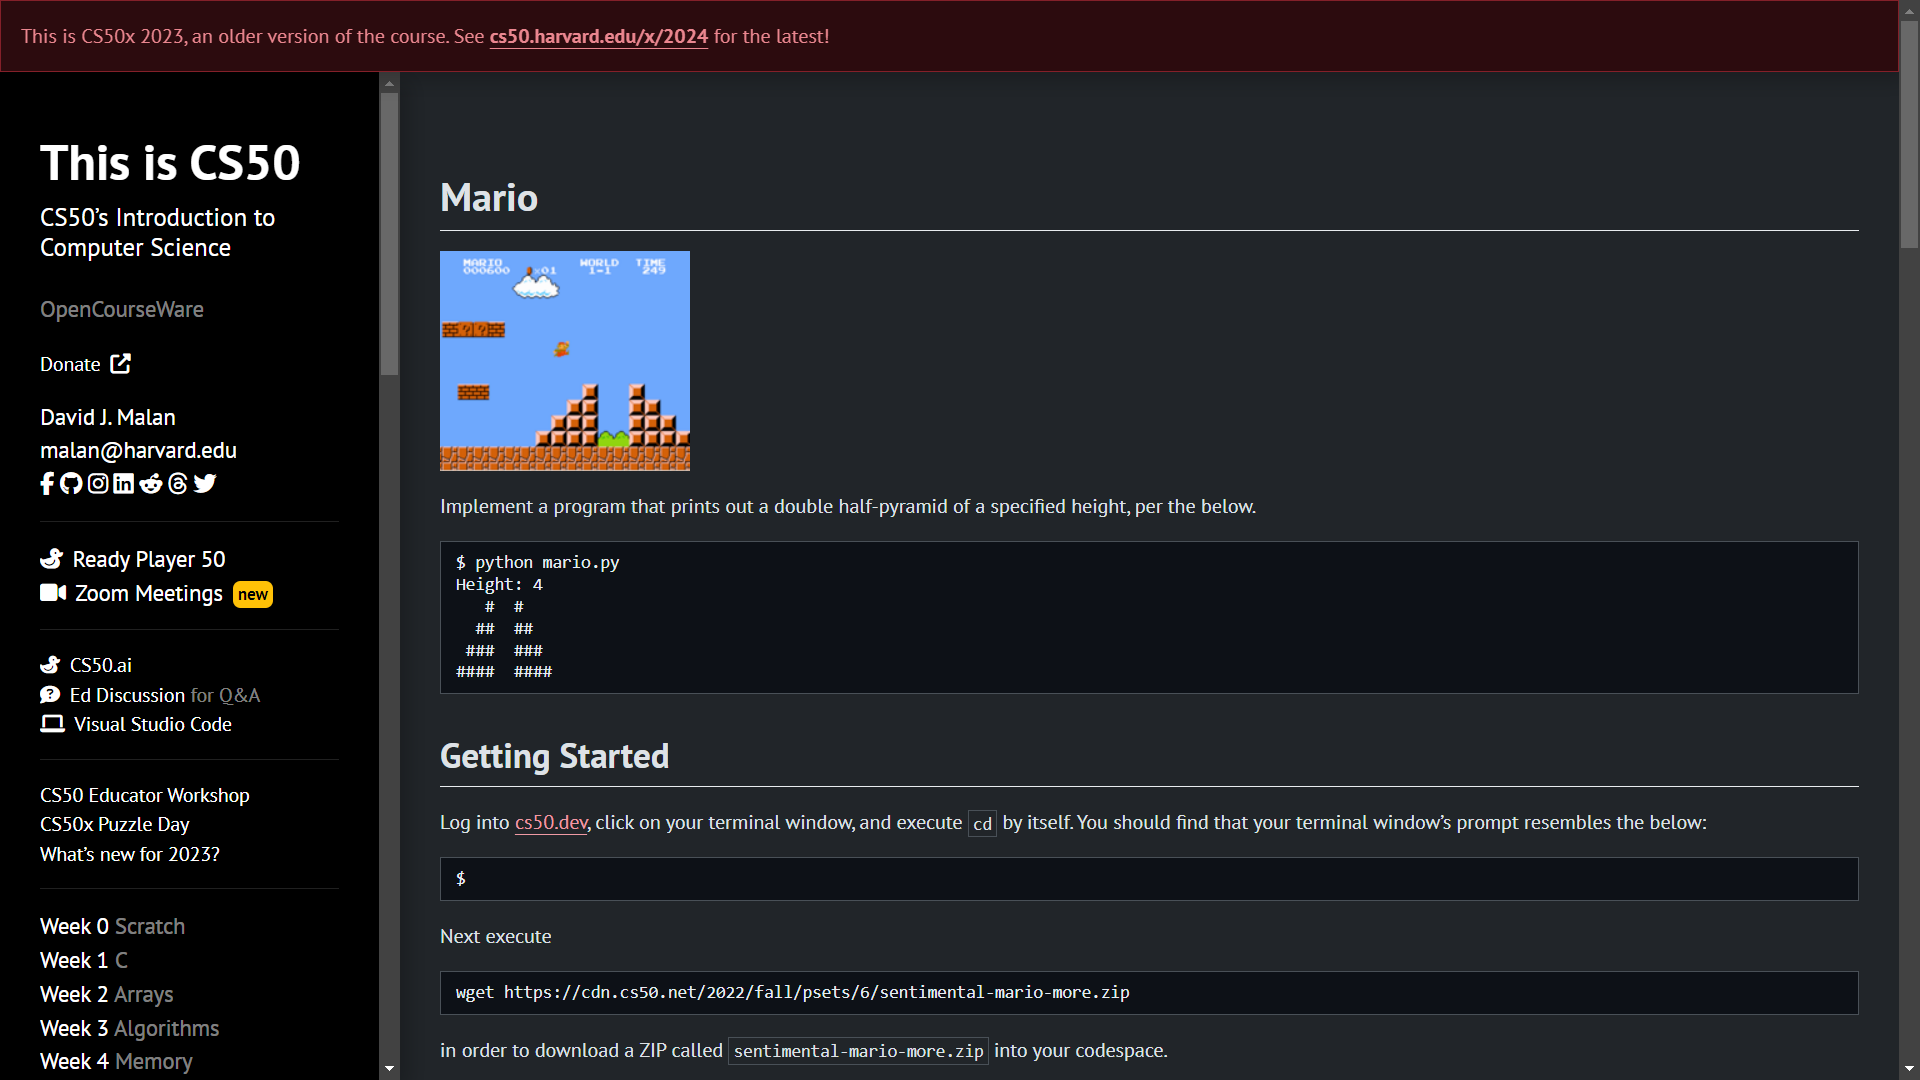 This is CS50x 2023, an older version of the course. See cs50.harvard.edu/x/2024 for the latest!
This is CS50
CS50’s Introduction to
Computer Science
OpenCourseWare
Donate
David J. Malan
malan@harvard.edu
Ready Player 50
Zoom Meetings new
CS50.ai
Ed Discussion for Q&A
Visual Studio Code
CS50 Educator Workshop
CS50x Puzzle Day
What’s new for 2023?
Week 0 Scratch
Week 1 C
Week 2 Arrays
Week 3 Algorithms
Week 4 Memory
Mario
MARIO WORLD TIME
000600 x01 1-1 249
Implement a program that prints out a double half-pyramid of a specified height, per the below.
$ python mario.py
Height: 4
   #  #
  ##  ##
 ###  ###
####  ####
Getting Started
Log into cs50.dev, click on your terminal window, and execute cd by itself. You should find that your terminal window’s prompt resembles the below:
$
Next execute
wget https://cdn.cs50.net/2022/fall/psets/6/sentimental-mario-more.zip
in order to download a ZIP called sentimental-mario-more.zip into your codespace.